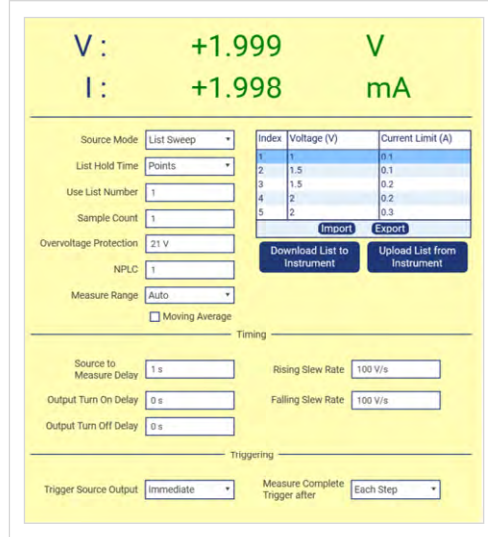 V : +1.999 V
I : +1.998 mA
Source Mode List Sweep
List Hold Time Points
Use List Number 1
Sample Count 1
Overvoltage Protection 21 V
NPLC 1
Measure Range Auto
Moving Average
Index Voltage (V) Current Limit (A)
1 1 0.1
2 1.5 0.1
3 1.5 0.2
4 2 0.2
5 2 0.3
Import Export
Download List to
Instrument
Upload List from
Instrument
Timing
Source to
Measure Delay 1 s
Output Turn On Delay 0 s
Output Turn Off Delay 0 s
Rising Slew Rate 100 V/s
Falling Slew Rate 100 V/s
Triggering
Trigger Source Output Immediate
Measure Complete
Trigger after Each Step